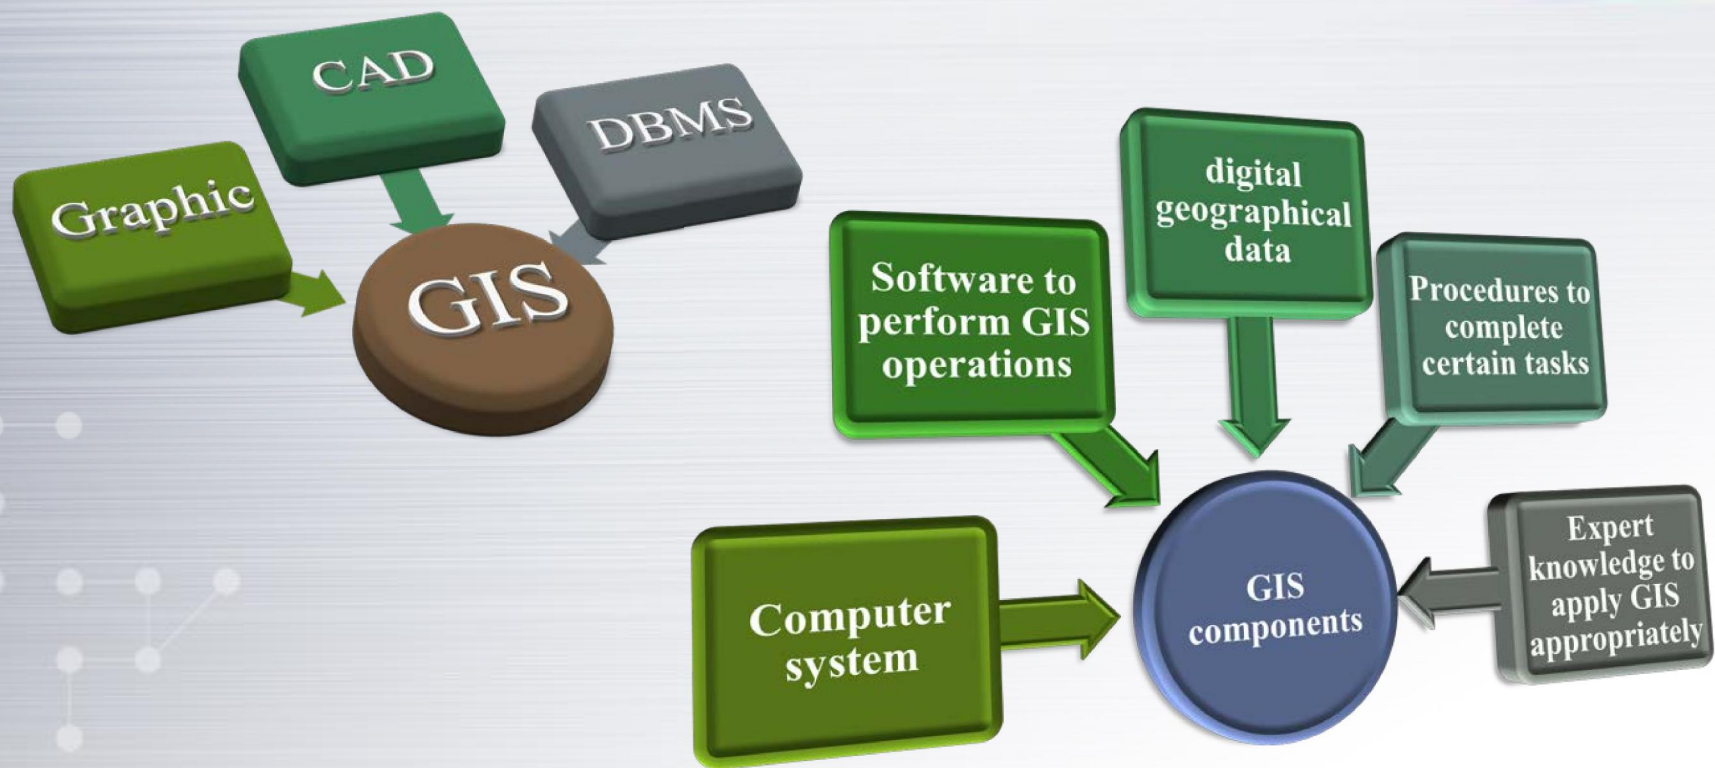 CAD
DBMS
Graphic
GIS
digital
geographical
data
Software to
perform GIS
operations
Procedures to
complete
certain tasks
Computer
system
GIS
components
Expert
knowledge to
apply GIS
appropriately